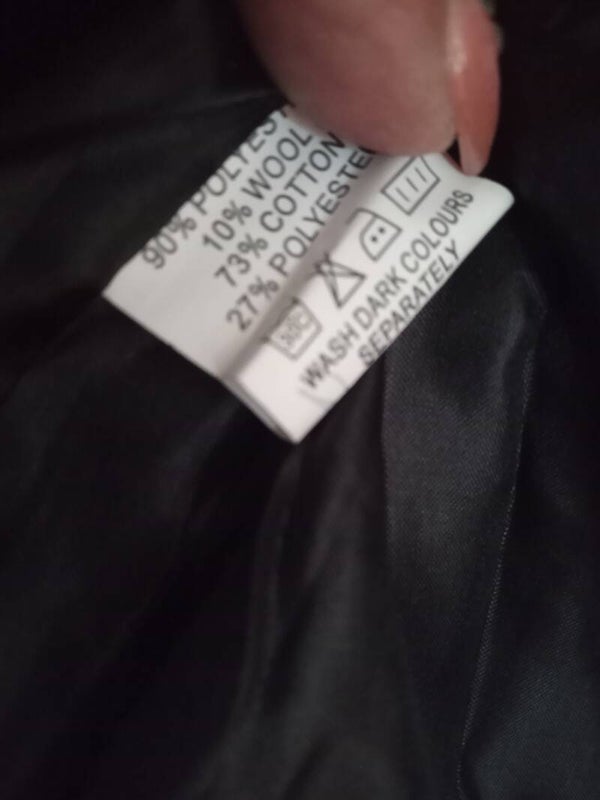 90% POLYEST
10% WOOL
73% COTTON
27% POLYESTE
WASH DARK COLOURS
SEPARATELY